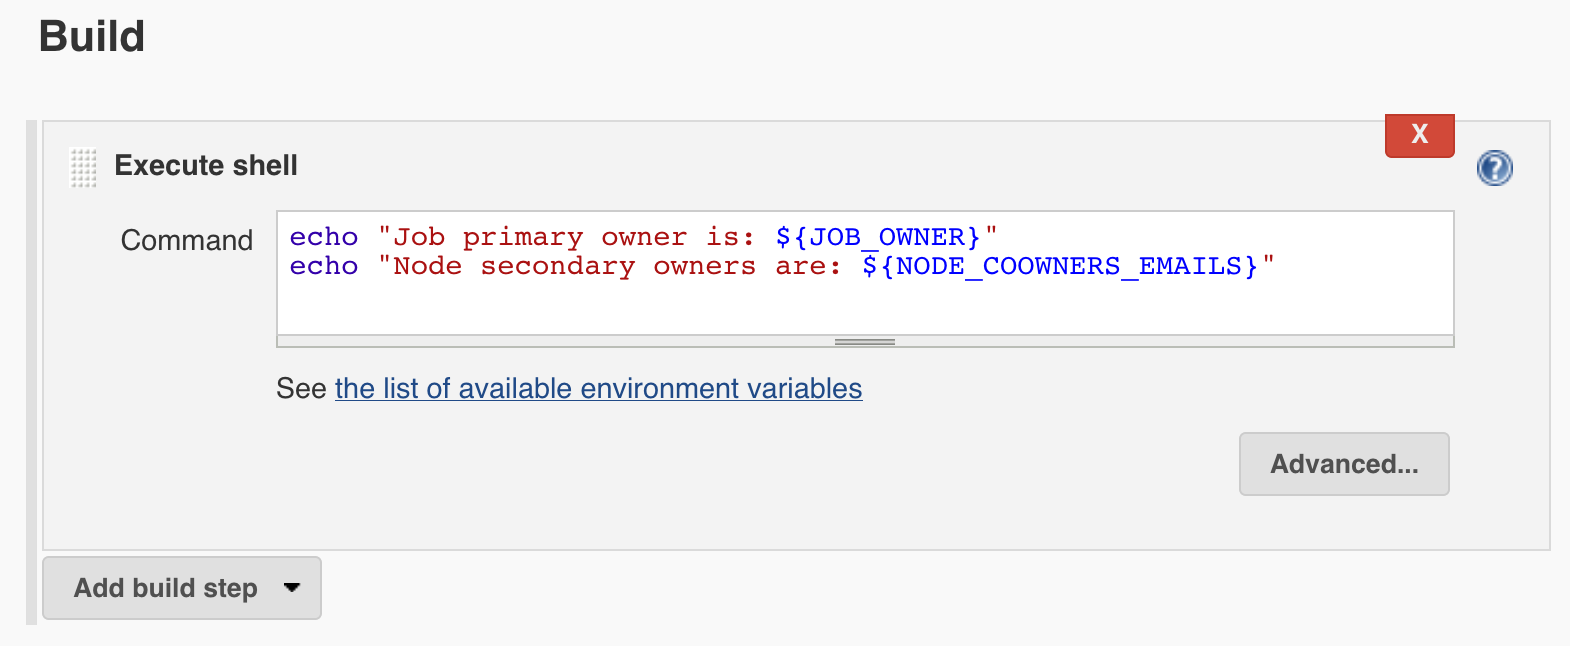 Build
X
Execute shell
?
Command
echo "Job primary owner is: ${JOB_OWNER}"
echo "Node secondary owners are: ${NODE_COOWNERS_EMAILS}"
See the list of available environment variables
Advanced...
Add build step